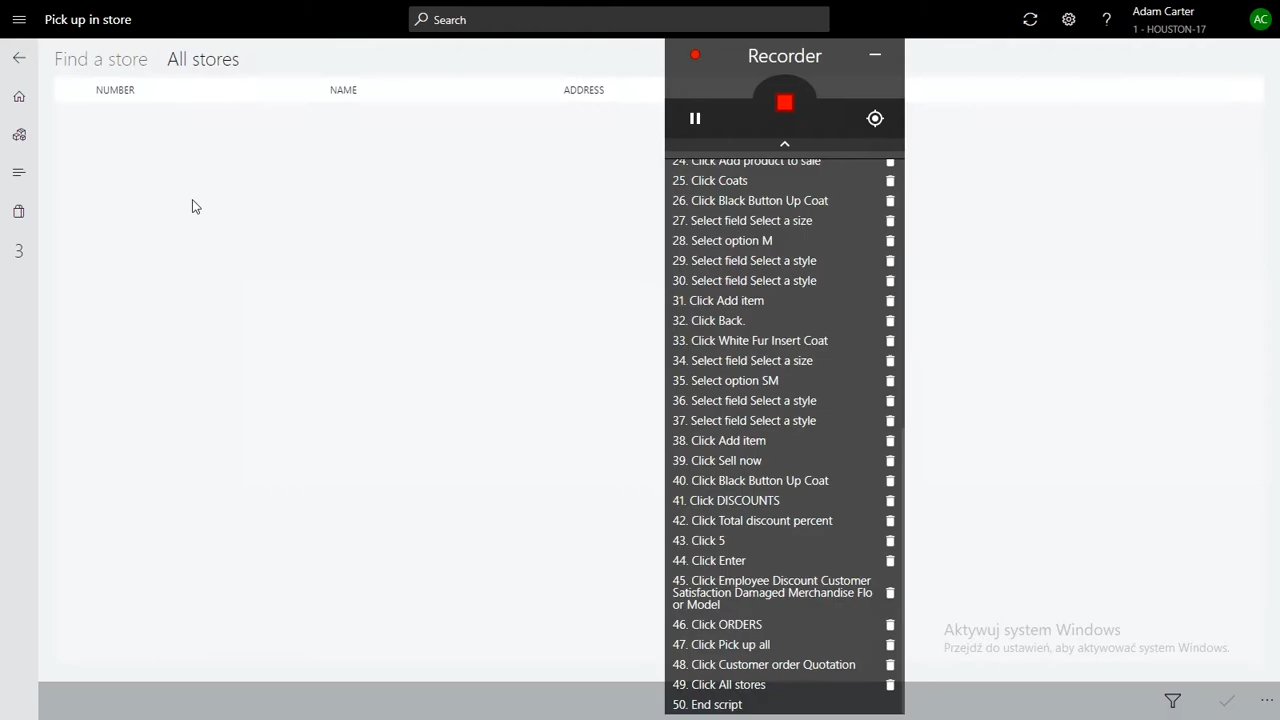 Pick up in store
Search
Adam Carter
1 - HOUSTON-17
AC
Find a store
All stores
NUMBER
NAME
ADDRESS
3
Recorder
24. Click Add product to sale
25. Click Coats
26. Click Black Button Up Coat
27. Select field Select a size
28. Select option M
29. Select field Select a style
30. Select field Select a style
31. Click Add item
32. Click Back.
33. Click White Fur Insert Coat
34. Select field Select a size
35. Select option SM
36. Select field Select a style
37. Select field Select a style
38. Click Add item
39. Click Sell now
40. Click Black Button Up Coat
41. Click DISCOUNTS
42. Click Total discount percent
43. Click 5
44. Click Enter
45. Click Employee Discount Customer
Satisfaction Damaged Merchandise Flo
or Model
46. Click ORDERS
47. Click Pick up all
48. Click Customer order Quotation
49. Click All stores
50. End script
Aktywuj system Windows
Przejdź do ustawień, aby aktywować system Windows.